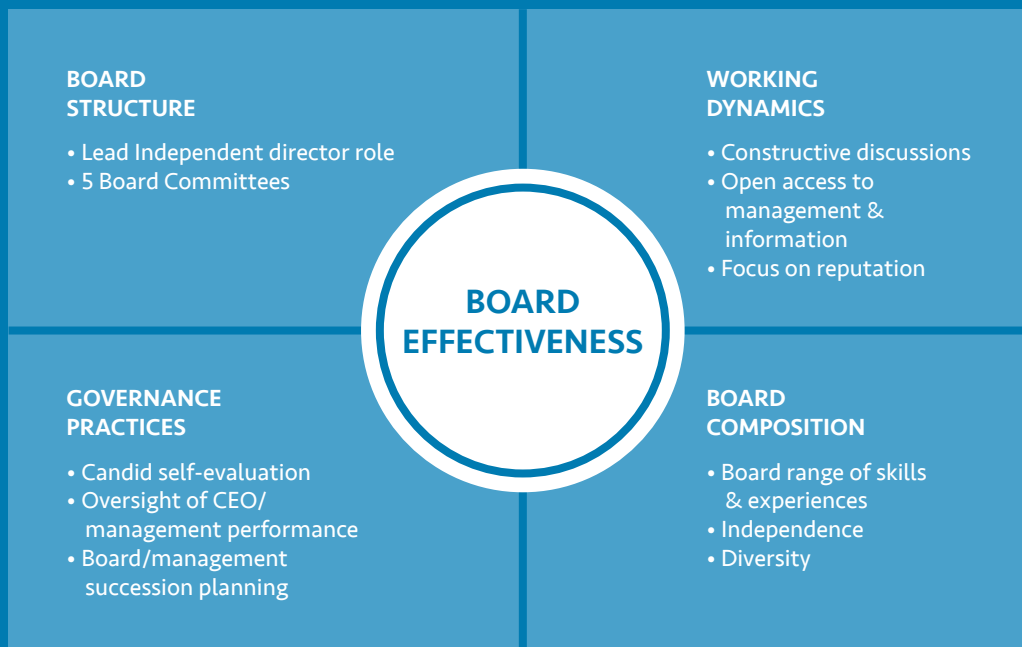 BOARD
STRUCTURE
• Lead Independent director role
• 5 Board Committees
WORKING
DYNAMICS
• Constructive discussions
• Open access to
management &
information
• Focus on reputation
BOARD
EFFECTIVENESS
GOVERNANCE
PRACTICES
• Candid self-evaluation
• Oversight of CEO/
management performance
• Board/management
succession planning
BOARD
COMPOSITION
• Board range of skills
& experiences
• Independence
• Diversity